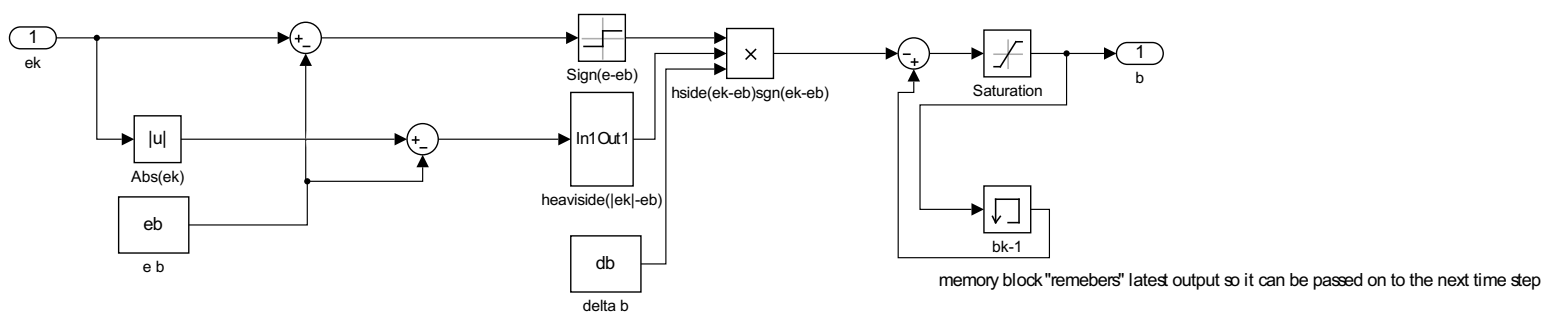 1
ek
+
−
Sign(e-eb)
×
hside(ek-eb)sgn(ek-eb)
−
+
Saturation
1
b
|u|
Abs(ek)
+
−
In1 Out1
heaviside(|ek|-eb)
eb
e b
db
delta b
bk-1
memory block "remebers" latest output so it can be passed on to the next time step